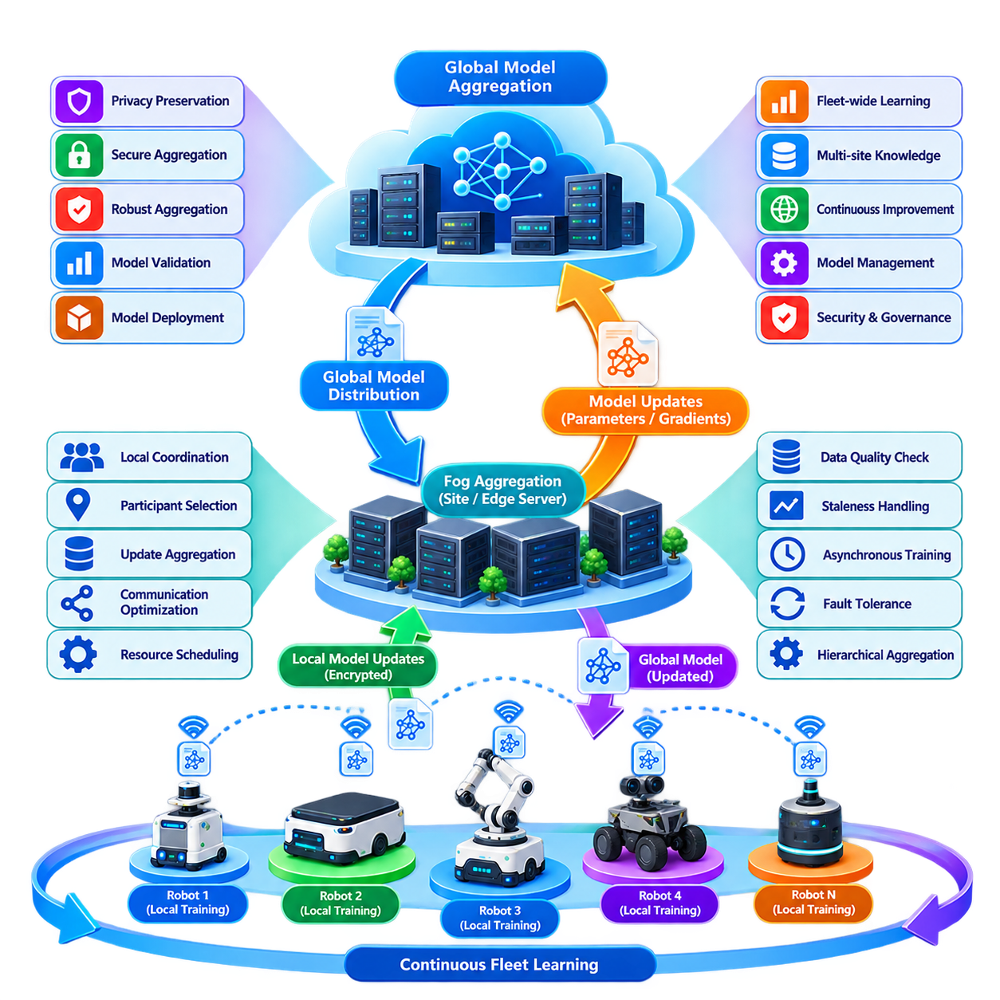 Global Model
Aggregation
Privacy Preservation
Secure Aggregation
Robust Aggregation
Model Validation
Model Deployment
Fleet-wide Learning
Multi-site Knowledge
Continuouss Improvement
Model Management
Security & Governance
Global Model
Distribution
Model Updates
(Parameters / Gradients)
Fog Aggregation
(Site / Edge Server)
Local Coordination
Participant Selection
Update Aggregation
Communication
Optimization
Resource Scheduling
Data Quality Check
Staleness Handling
Asynchronous Training
Fault Tolerance
Hierarchical Aggregation
Local Model Updates
(Encrypted)
Global Model
(Updated)
Robot 1
(Local Training)
Robot 2
(Local Training)
Robot 3
(Local Training)
Robot 4
(Local Training)
Robot N
(Local Training)
Continuous Fleet Learning